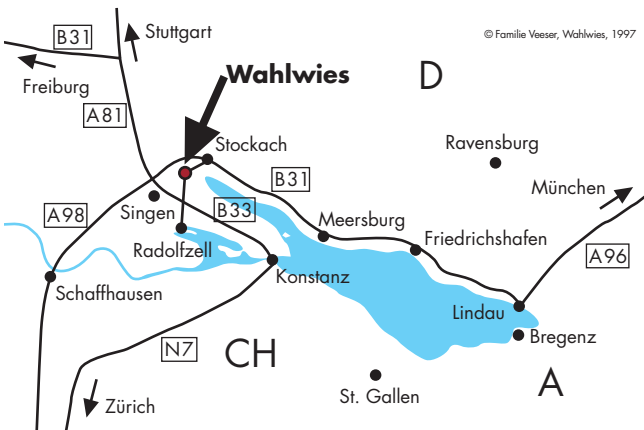 Stuttgart
© Familie Veeser, Wahlwies, 1997
B31
Freiburg
Wahlwies
D
A81
Stockach
Ravensburg
B31
München
Singen
B33
A98
Meersburg
Radolfzell
Friedrichshafen
A96
Konstanz
Schaffhausen
Lindau
Bregenz
N7
CH
A
St. Gallen
Zürich